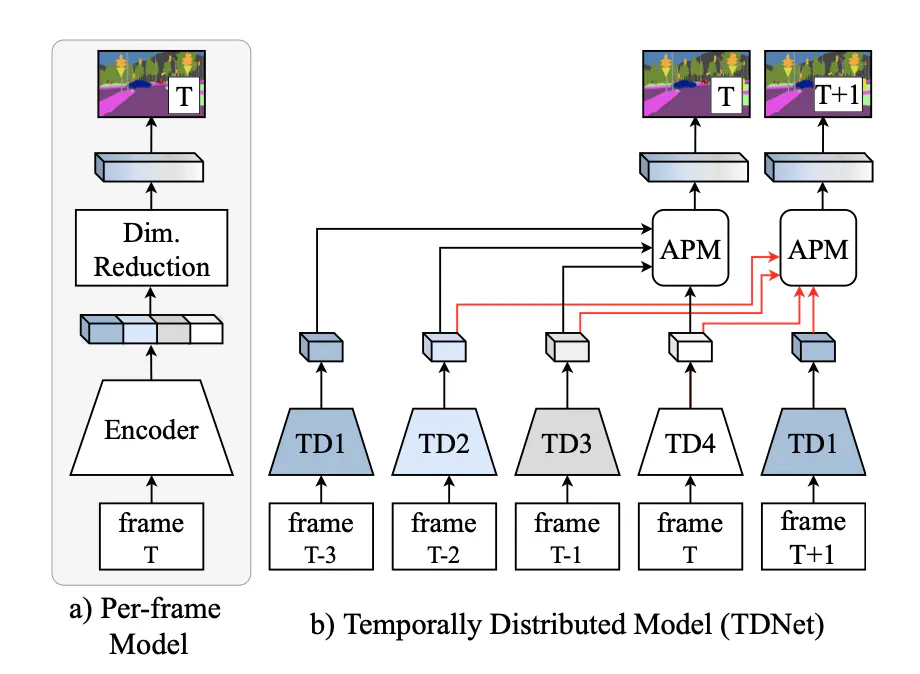 T
Dim.
Reduction
Encoder
frame
T
a) Per-frame
Model
T
T+1
APM
APM
TD1
TD2
TD3
TD4
TD1
frame
T-3
frame
T-2
frame
T-1
frame
T
frame
T+1
b) Temporally Distributed Model (TDNet)